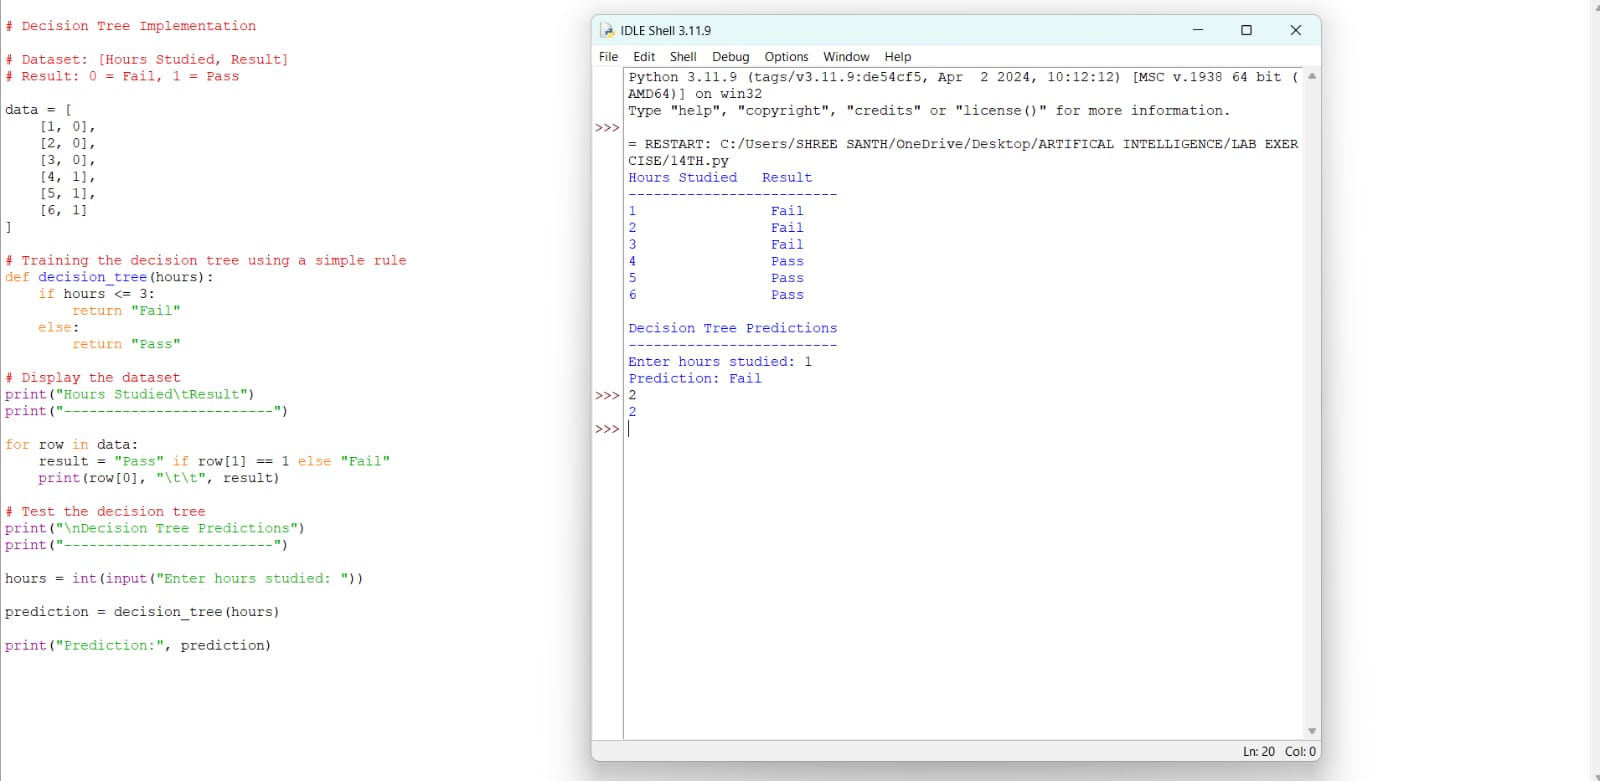 # Decision Tree Implementation
# Dataset: [Hours Studied, Result]
# Result: 0 = Fail, 1 = Pass
data = [
    [1, 0],
    [2, 0],
    [3, 0],
    [4, 1],
    [5, 1],
    [6, 1]
]
# Training the decision tree using a simple rule
def decision_tree(hours):
    if hours <= 3:
        return "Fail"
    else:
        return "Pass"
# Display the dataset
print("Hours Studied\tResult")
print("-------------------------")
for row in data:
    result = "Pass" if row[1] == 1 else "Fail"
    print(row[0], "\t\t", result)
# Test the decision tree
print("\nDecision Tree Predictions")
print("-------------------------")
hours = int(input("Enter hours studied: "))
prediction = decision_tree(hours)
print("Prediction:", prediction)
IDLE Shell 3.11.9
File Edit Shell Debug Options Window Help
Python 3.11.9 (tags/v3.11.9:de54cf5, Apr  2 2024, 10:12:12) [MSC v.1938 64 bit (
AMD64)] on win32
Type "help", "copyright", "credits" or "license()" for more information.
>>>
= RESTART: C:/Users/SHREE SANTH/OneDrive/Desktop/ARTIFICAL INTELLIGENCE/LAB EXER
CISE/14TH.py
Hours Studied   Result
-------------------------
1                Fail
2                Fail
3                Fail
4                Pass
5                Pass
6                Pass
Decision Tree Predictions
-------------------------
Enter hours studied: 1
Prediction: Fail
>>> 2
2
>>>
Ln: 20 Col: 0